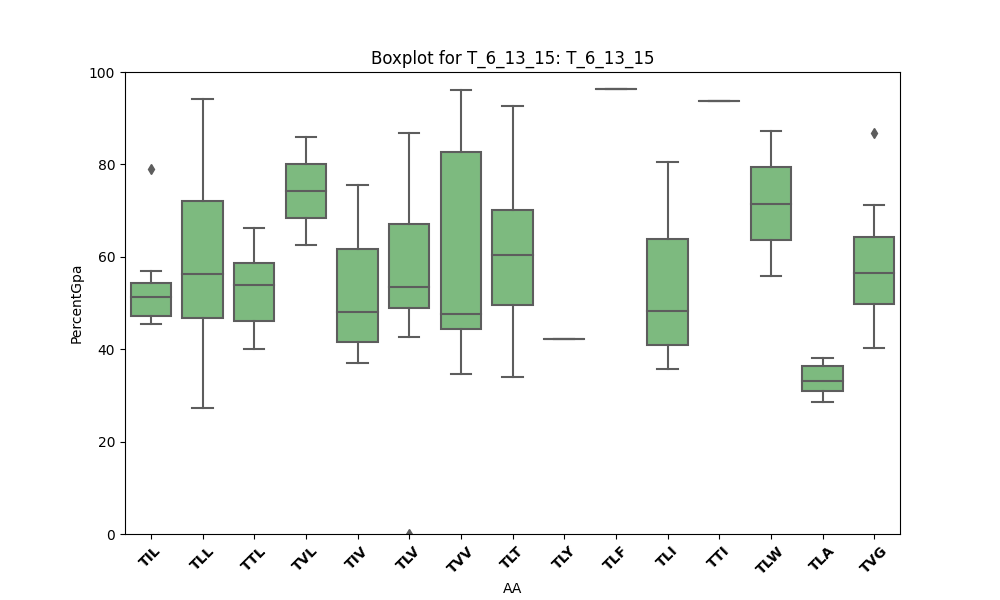 Boxplot for T_6_13_15: T_6_13_15
PercentGpa
100
80
60
40
20
0
TIL TLL TTL TVL TIV TLV TVV TLT TLY TLF TLI TTI TLW TLA TVG
AA